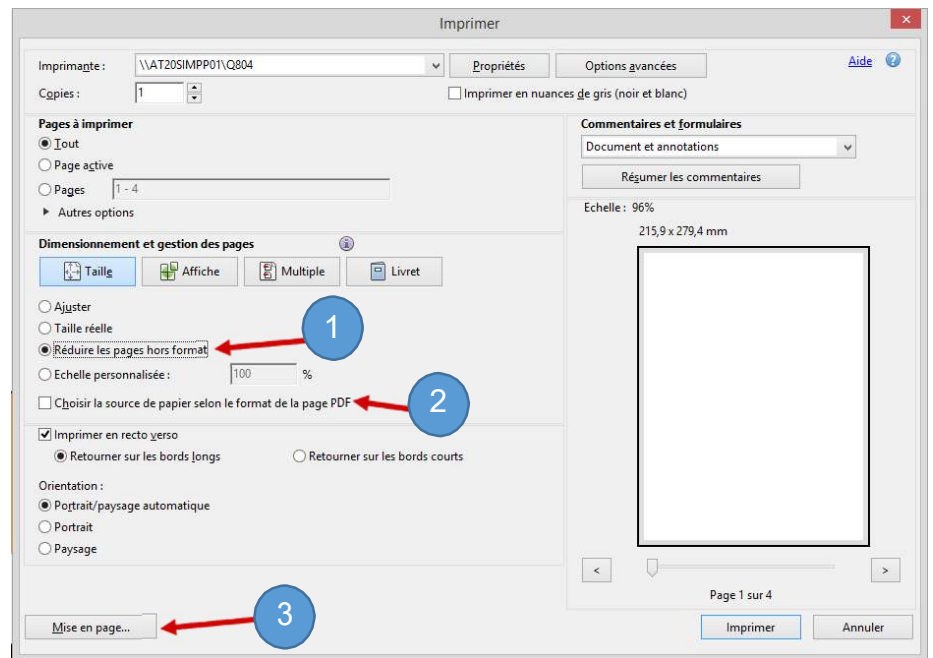 Imprimer
Imprimante : \\AT20SIMPP01\Q804 Propriétés Options avancées Aide
Copies : 1 Imprimer en nuances de gris (noir et blanc)
Pages à imprimer
Tout
Page active
Pages 1 - 4
Autres options
Commentaires et formulaires
Document et annotations
Résumer les commentaires
Echelle : 96%
215,9 x 279,4 mm
Dimensionnement et gestion des pages
Taille Affiche Multiple Livret
Ajuster
Taille réelle
Réduire les pages hors format
1
Echelle personnalisée : 100 %
Choisir la source de papier selon le format de la page PDF
2
Imprimer en recto verso
Retourner sur les bords longs Retourner sur les bords courts
Orientation :
Portrait/paysage automatique
Portrait
Paysage
< >
Page 1 sur 4
Mise en page...
3
Imprimer Annuler